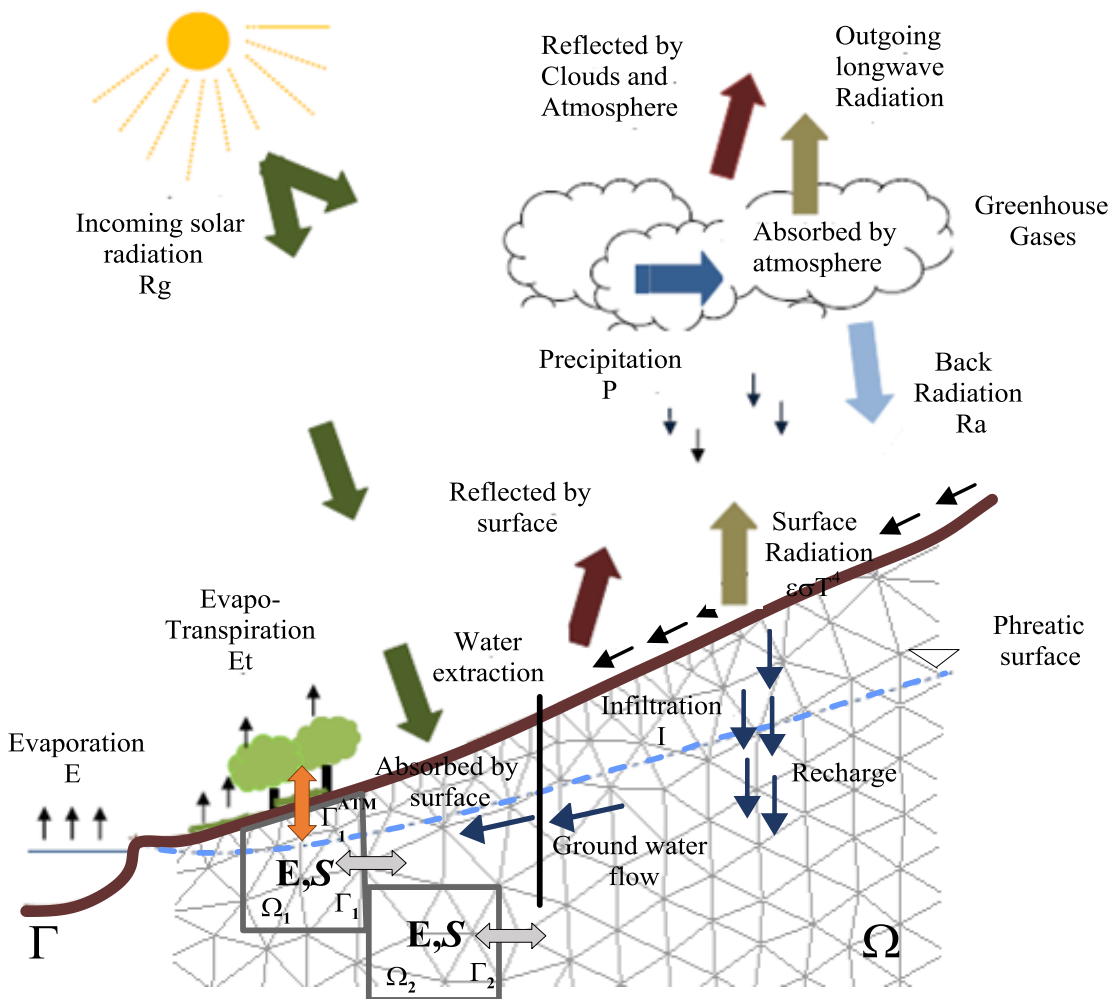 Reflected by
Clouds and
Atmosphere
Outgoing
longwave
Radiation
Incoming solar
radiation
Rg
Absorbed by
atmosphere
Greenhouse
Gases
Precipitation
P
Back
Radiation
Ra
Reflected by
surface
Surface
Radiation
εσT⁴
Evapo-
Transpiration
Et
Water
extraction
Phreatic
surface
Infiltration
I
Evaporation
E
Absorbed by
surface
Recharge
Γ₁ᴬᵀᴹ
Ground water
flow
E,S
Ω₁ Γ₁
E,S
Ω₂ Γ₂
Γ
Ω